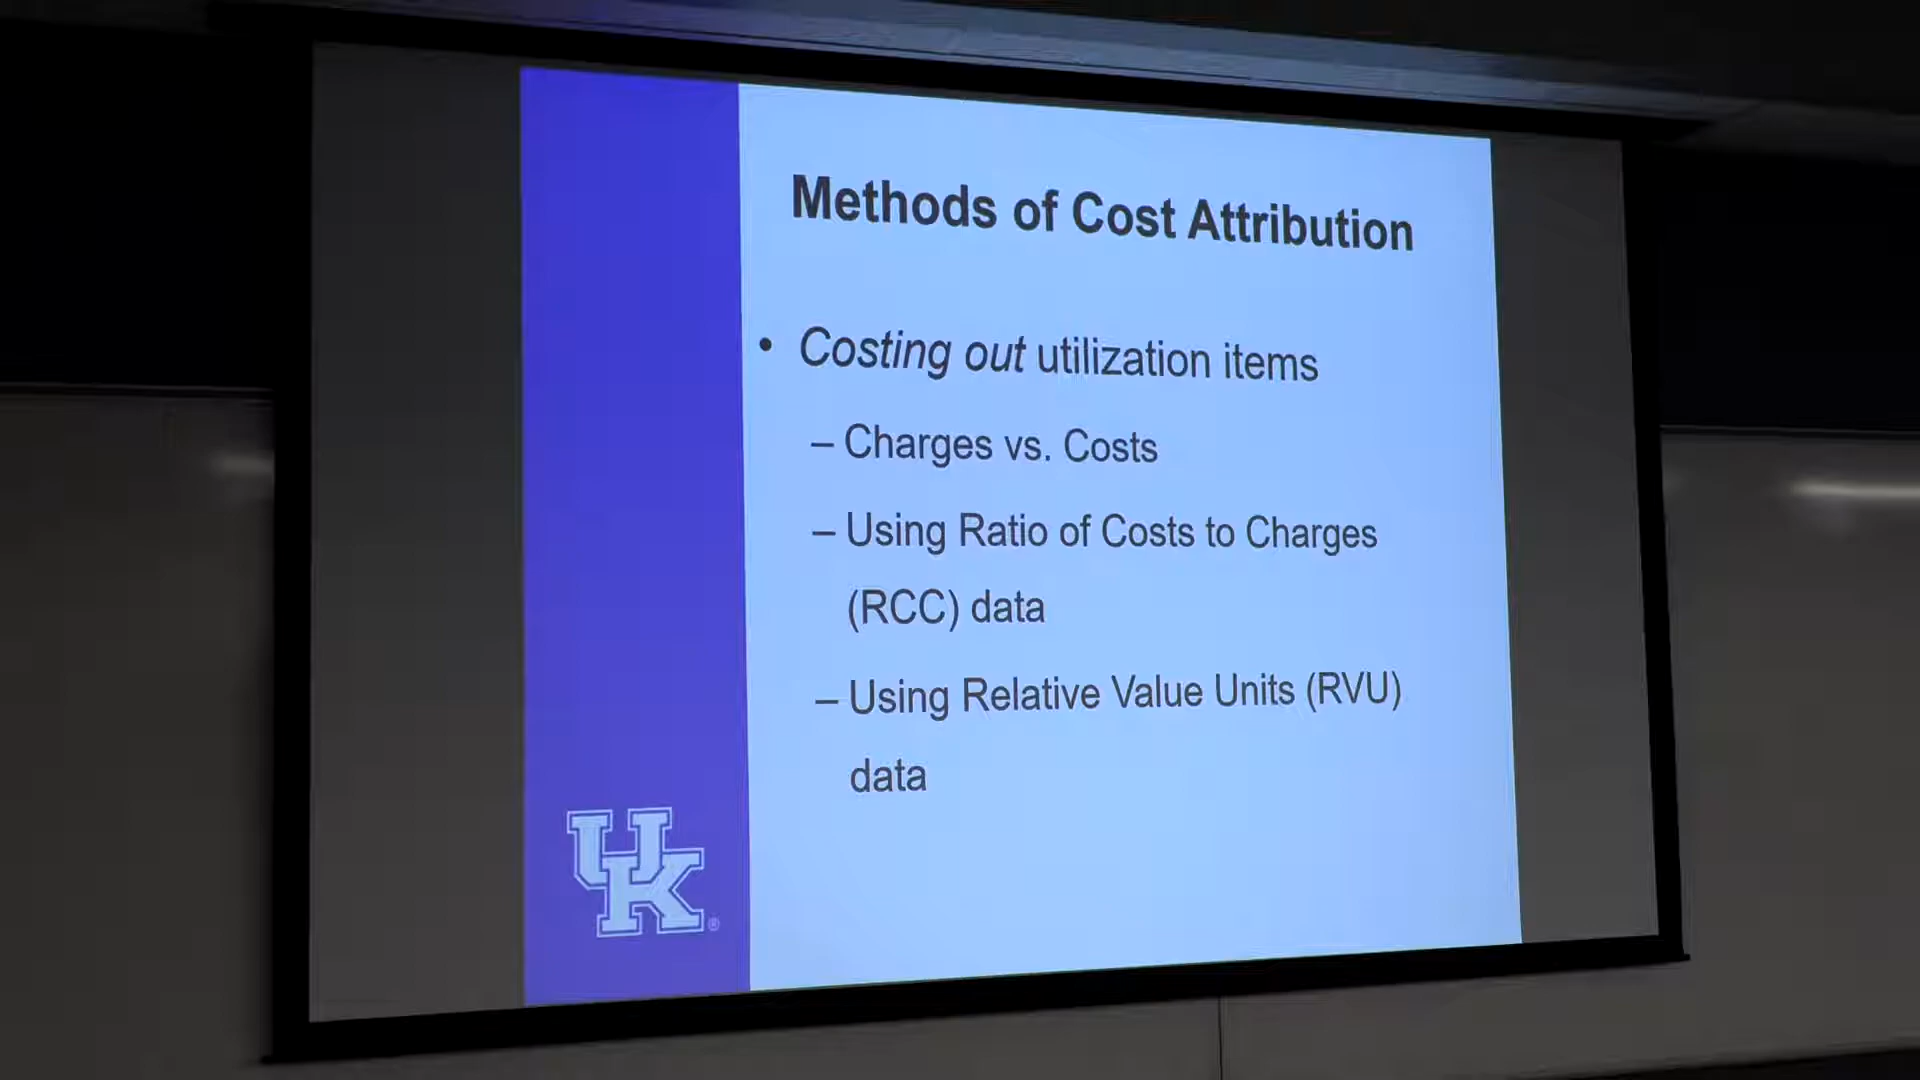 Methods of Cost Attribution
• Costing out utilization items
– Charges vs. Costs
– Using Ratio of Costs to Charges
(RCC) data
– Using Relative Value Units (RVU)
data
UK®